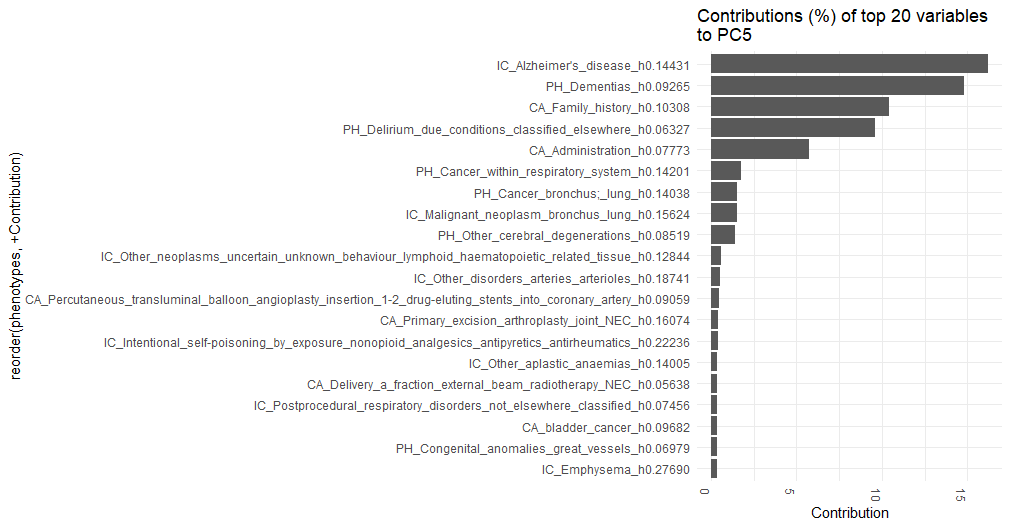 Contributions (%) of top 20 variables
to PC5
reorder(phenotypes, +Contribution)
IC_Alzheimer's_disease_h0.14431
PH_Dementias_h0.09265
CA_Family_history_h0.10308
PH_Delirium_due_conditions_classified_elsewhere_h0.06327
CA_Administration_h0.07773
PH_Cancer_within_respiratory_system_h0.14201
PH_Cancer_bronchus;_lung_h0.14038
IC_Malignant_neoplasm_bronchus_lung_h0.15624
PH_Other_cerebral_degenerations_h0.08519
IC_Other_neoplasms_uncertain_unknown_behaviour_lymphoid_haematopoietic_related_tissue_h0.12844
IC_Other_disorders_arteries_arterioles_h0.18741
CA_Percutaneous_transluminal_balloon_angioplasty_insertion_1-2_drug-eluting_stents_into_coronary_artery_h0.09059
CA_Primary_excision_arthroplasty_joint_NEC_h0.16074
IC_Intentional_self-poisoning_by_exposure_nonopioid_analgesics_antipyretics_antirheumatics_h0.22236
IC_Other_aplastic_anaemias_h0.14005
CA_Delivery_a_fraction_external_beam_radiotherapy_NEC_h0.05638
IC_Postprocedural_respiratory_disorders_not_elsewhere_classified_h0.07456
CA_bladder_cancer_h0.09682
PH_Congenital_anomalies_great_vessels_h0.06979
IC_Emphysema_h0.27690
0 5 10 15
Contribution